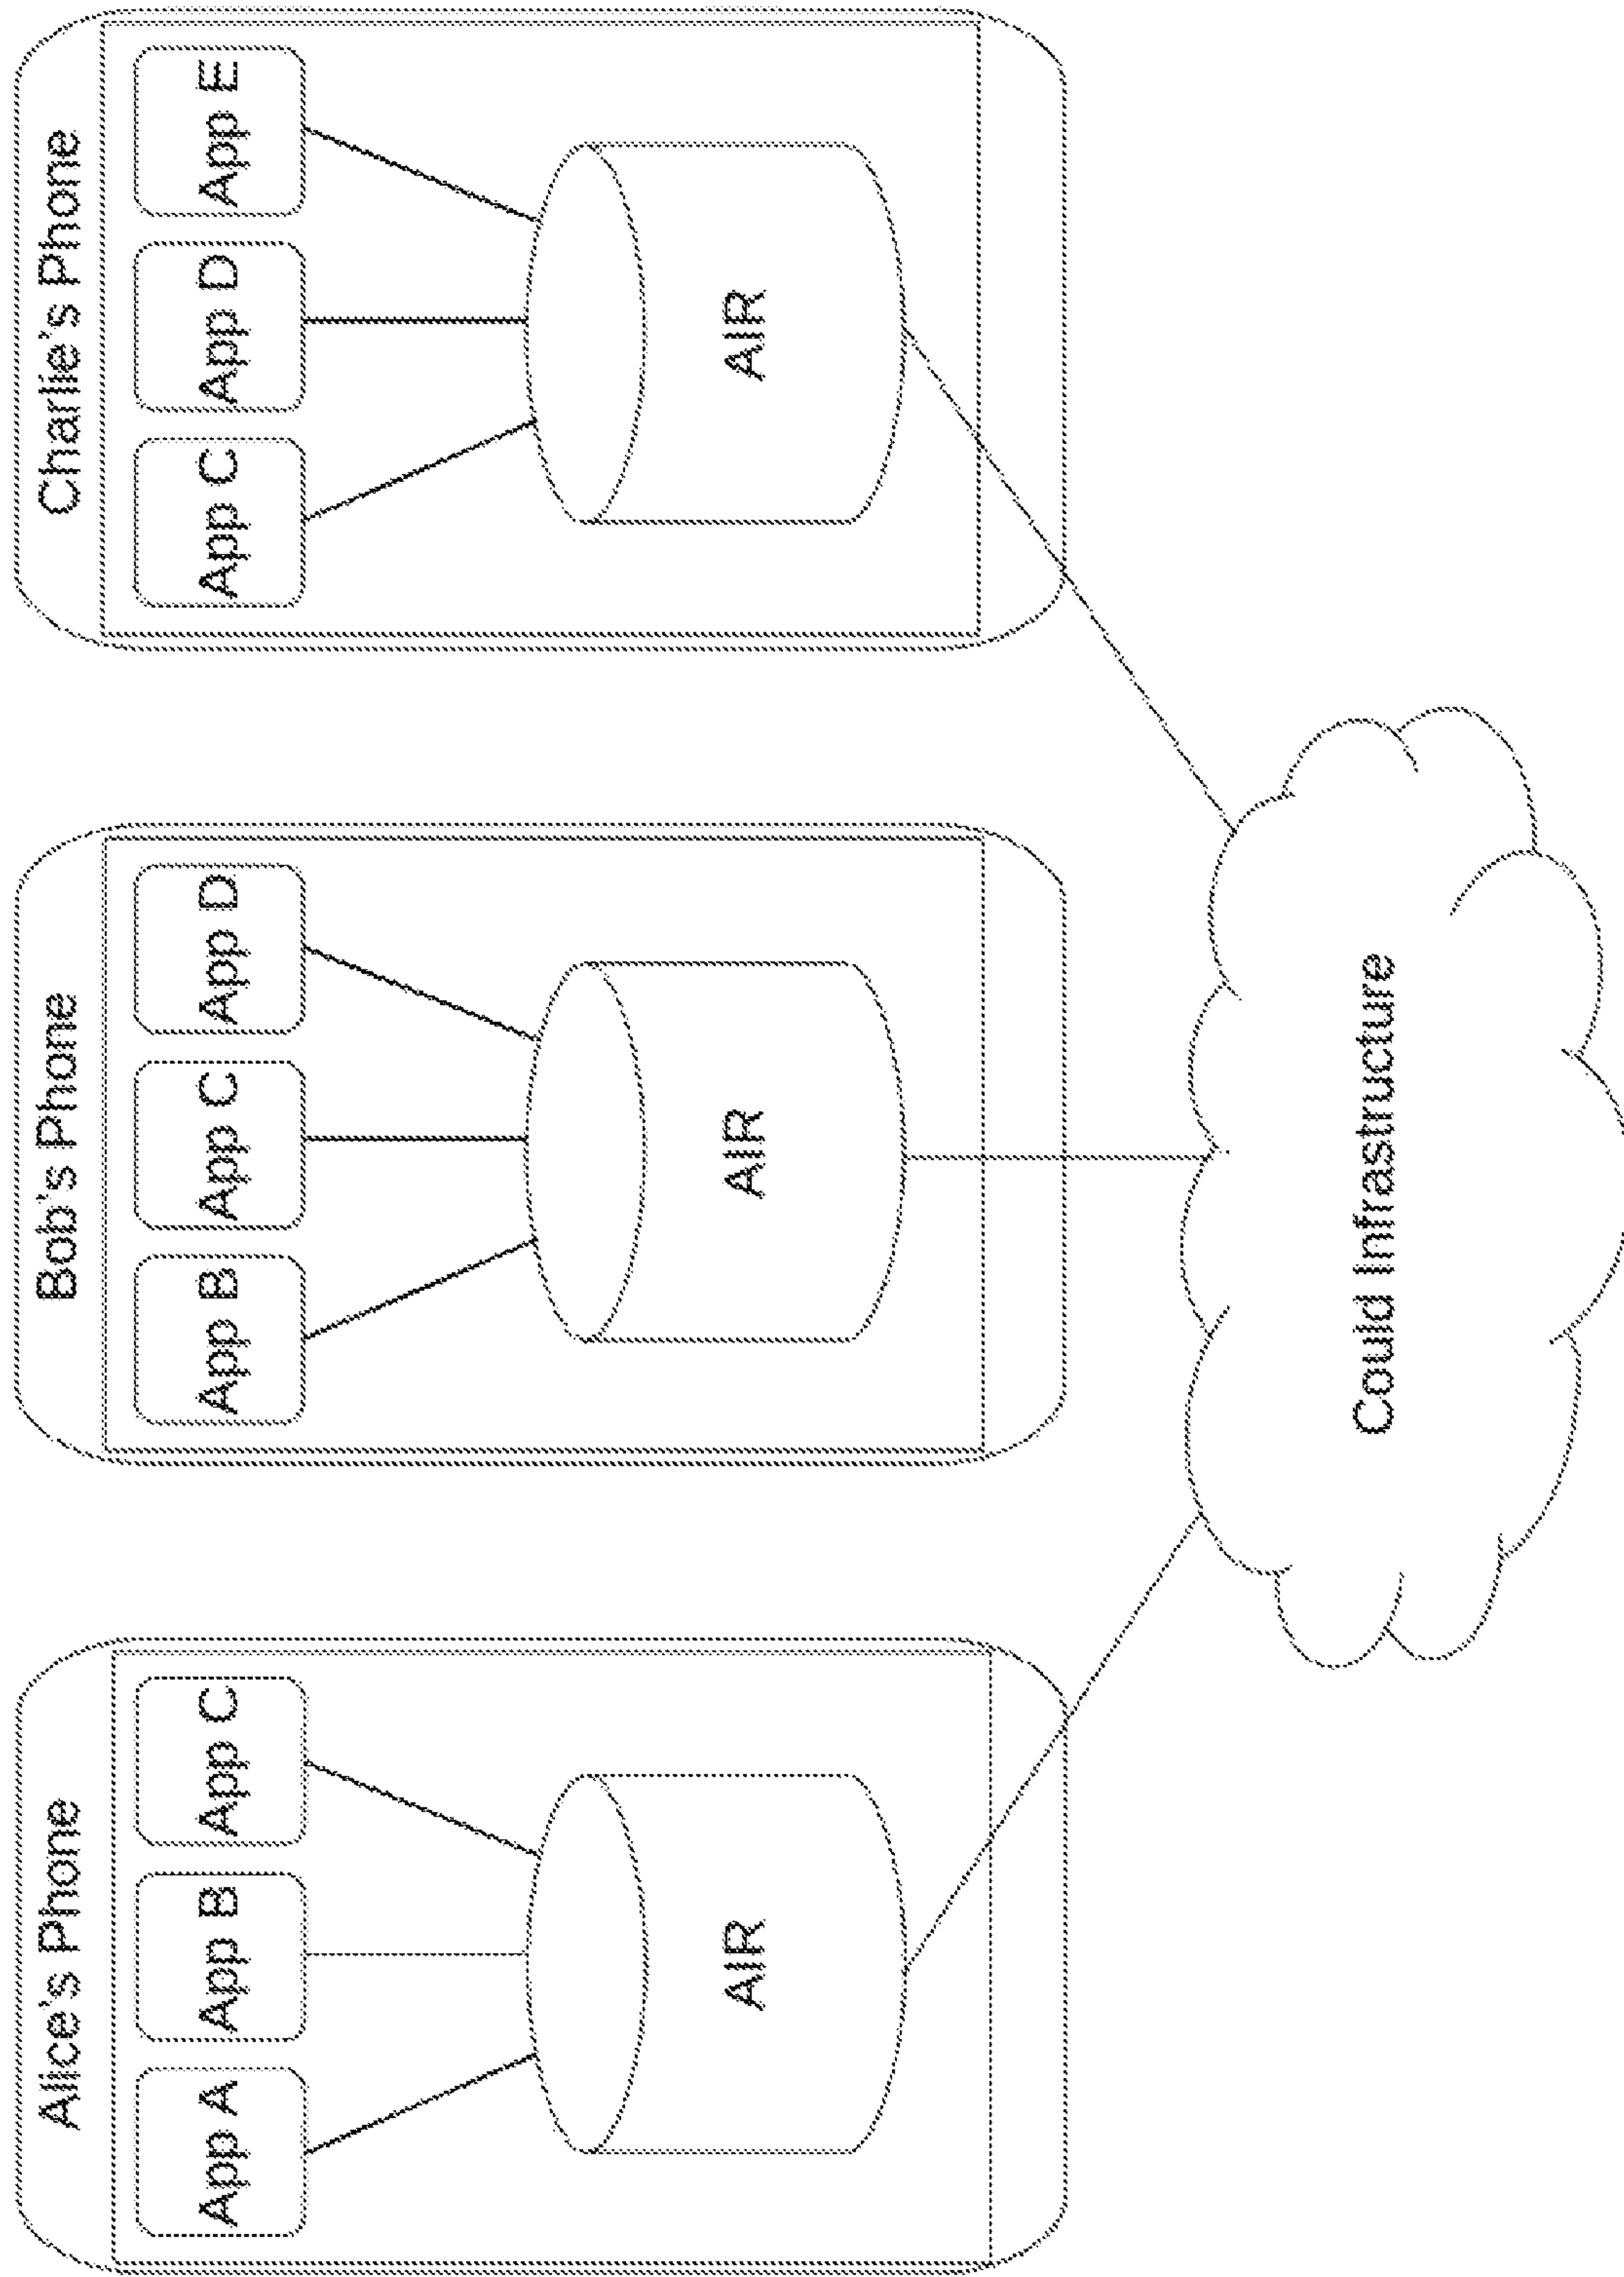 Alice's Phone
App A
App B
App C
AIR
Bob's Phone
App B
App C
App D
AIR
Charlie's Phone
App C
App D
App E
AIR
Could Infrastructure